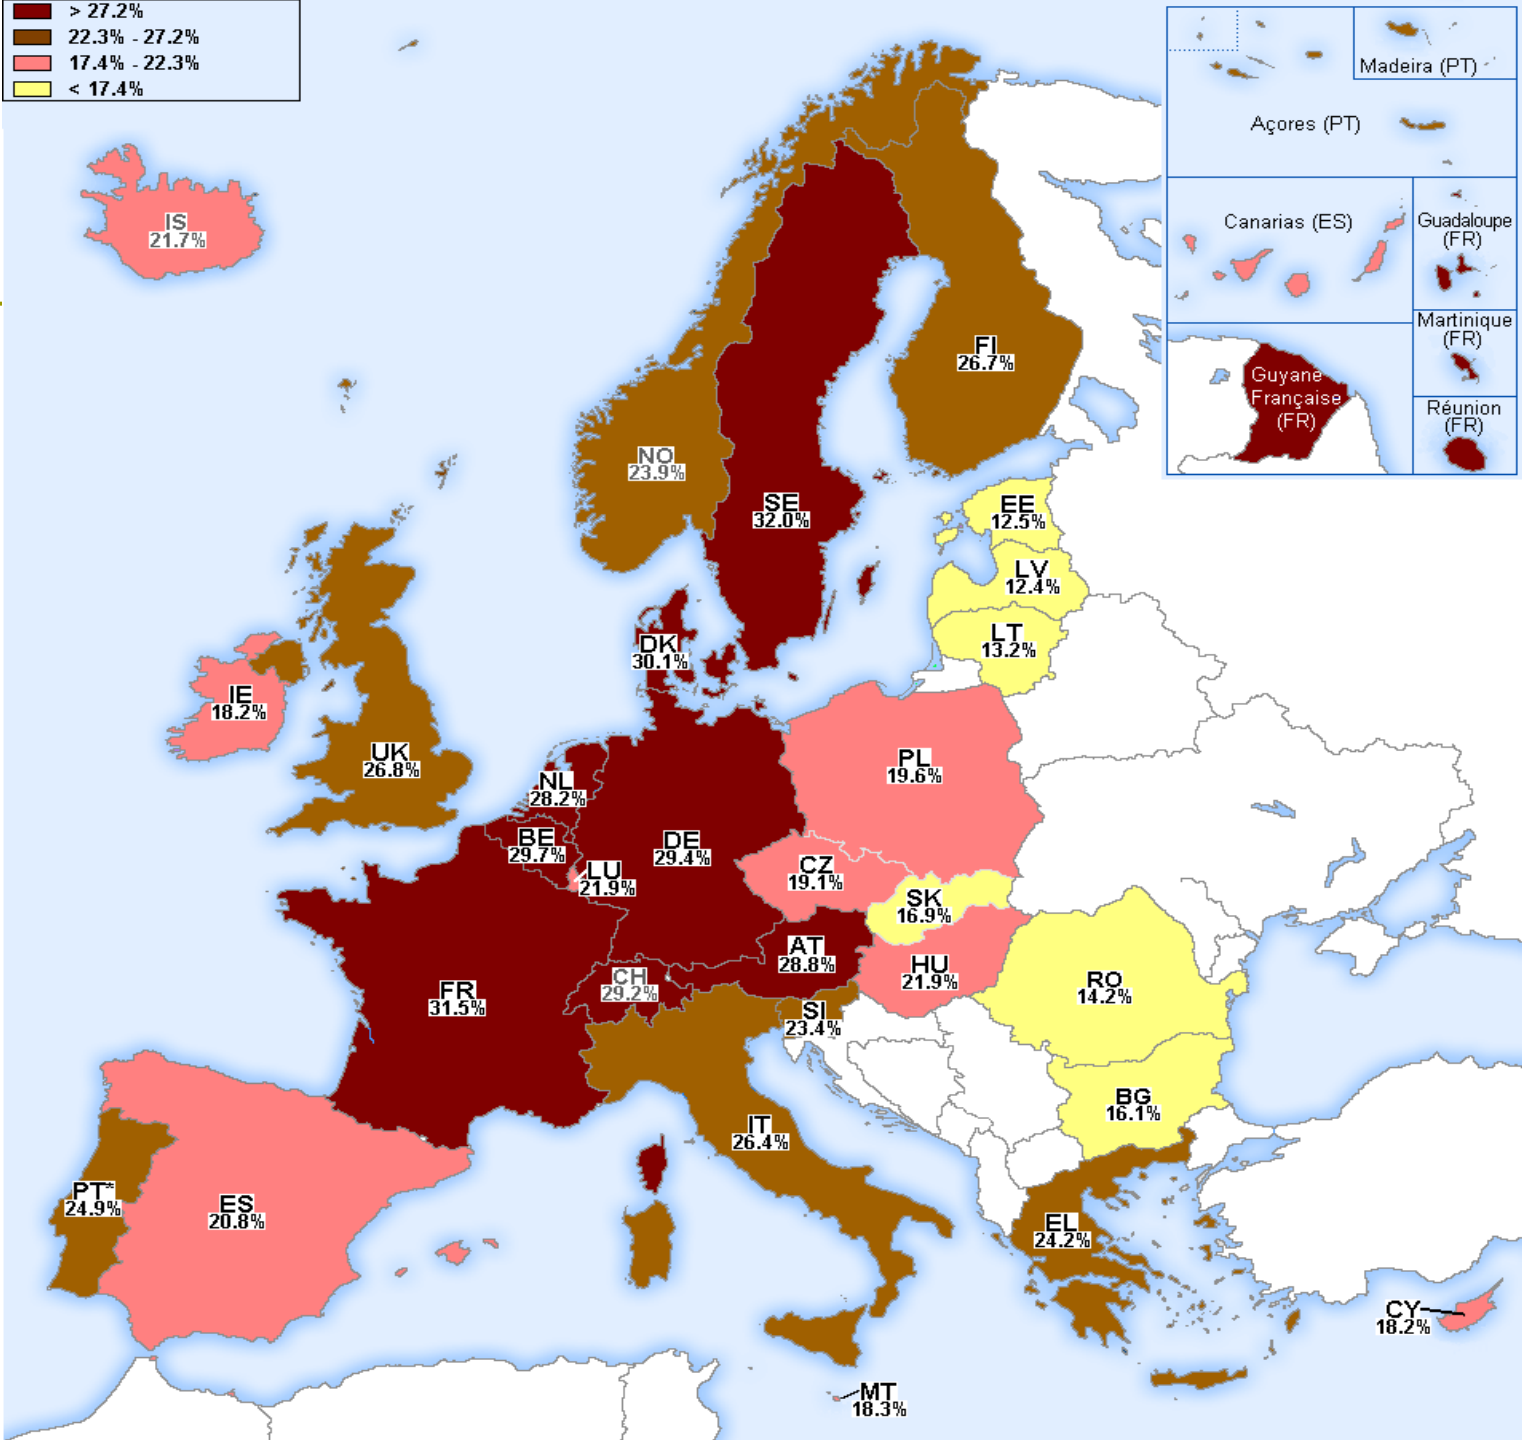 > 27.2%
22.3% - 27.2%
17.4% - 22.3%
< 17.4%
Madeira (PT)
Açores (PT)
Canarias (ES)
Guadaloupe
(FR)
Martinique
(FR)
Guyane
Française
(FR)
Réunion
(FR)
IS
21.7%
FI
26.7%
NO
23.9%
SE
32.0%
EE
12.5%
LV
12.4%
LT
13.2%
DK
30.1%
IE
18.2%
UK
26.8%
NL
28.2%
PL
19.6%
BE
29.7%
DE
29.4%
LU
21.9%
CZ
19.1%
SK
16.9%
AT
28.8%
HU
21.9%
CH
29.2%
FR
31.5%
RO
14.2%
SI
23.4%
BG
16.1%
IT
26.4%
PT*
24.9%
ES
20.8%
EL
24.2%
CY
18.2%
MT
18.3%